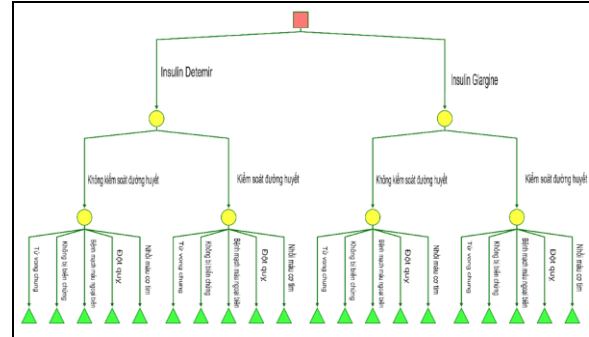 Insulin Detemir
Insulin Glargine
Không kiểm soát đường huyết
Kiểm soát đường huyết
Không kiểm soát đường huyết
Kiểm soát đường huyết
Tử vong chung
Không bị biến chứng
Bệnh mạch máu ngoại biên
Đột quỵ
Nhồi máu cơ tim
Tử vong chung
Không bị biến chứng
Bệnh mạch máu ngoại biên
Đột quỵ
Nhồi máu cơ tim
Tử vong chung
Không bị biến chứng
Bệnh mạch máu ngoại biên
Đột quỵ
Nhồi máu cơ tim
Tử vong chung
Không bị biến chứng
Bệnh mạch máu ngoại biên
Đột quỵ
Nhồi máu cơ tim